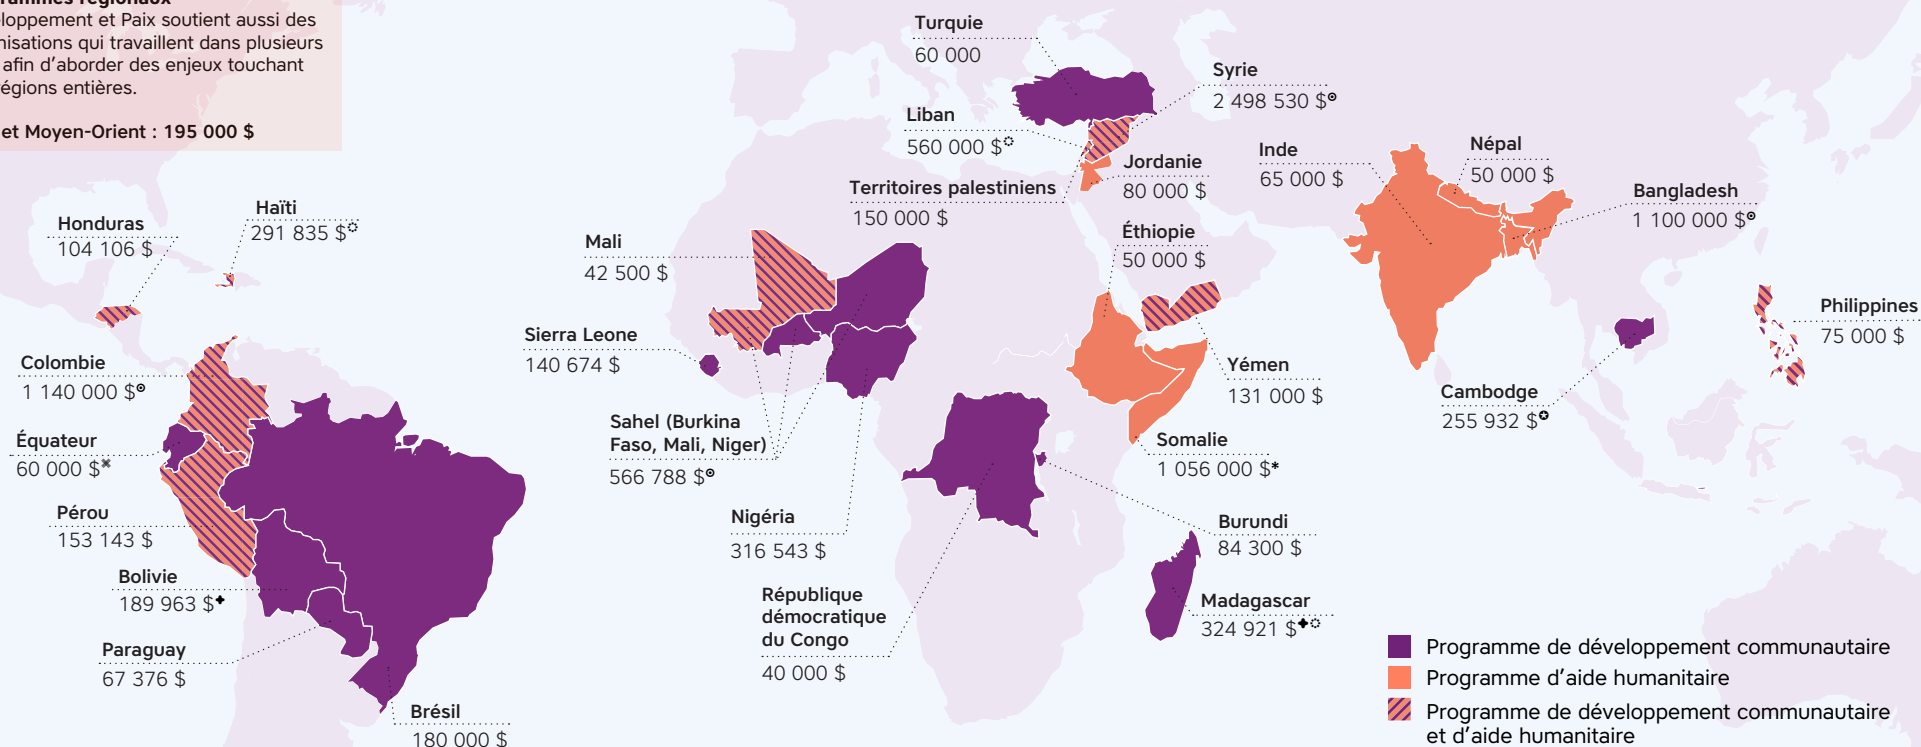 loppement et Paix soutient aussi des
nisations qui travaillent dans plusieurs
afin d’aborder des enjeux touchant
égions entières.
et Moyen-Orient : 195 000 $
Turquie
60 000
Syrie
2 498 530 $
Liban
560 000 $
Jordanie
80 000 $
Territoires palestiniens
150 000 $
Inde
65 000 $
Népal
50 000 $
Bangladesh
1 100 000 $
Honduras
104 106 $
Haïti
291 835 $
Mali
42 500 $
Éthiopie
50 000 $
Sierra Leone
140 674 $
Philippines
75 000 $
Colombie
1 140 000 $
Yémen
131 000 $
Cambodge
255 932 $
Équateur
60 000 $
Sahel (Burkina
Faso, Mali, Niger)
566 788 $
Somalie
1 056 000 $*
Pérou
153 143 $
Nigéria
316 543 $
Burundi
84 300 $
Bolivie
189 963 $
République
démocratique
du Congo
40 000 $
Madagascar
324 921 $
Paraguay
67 376 $
Brésil
180 000 $
Programme de développement communautaire
Programme d’aide humanitaire
Programme de développement communautaire
et d’aide humanitaire